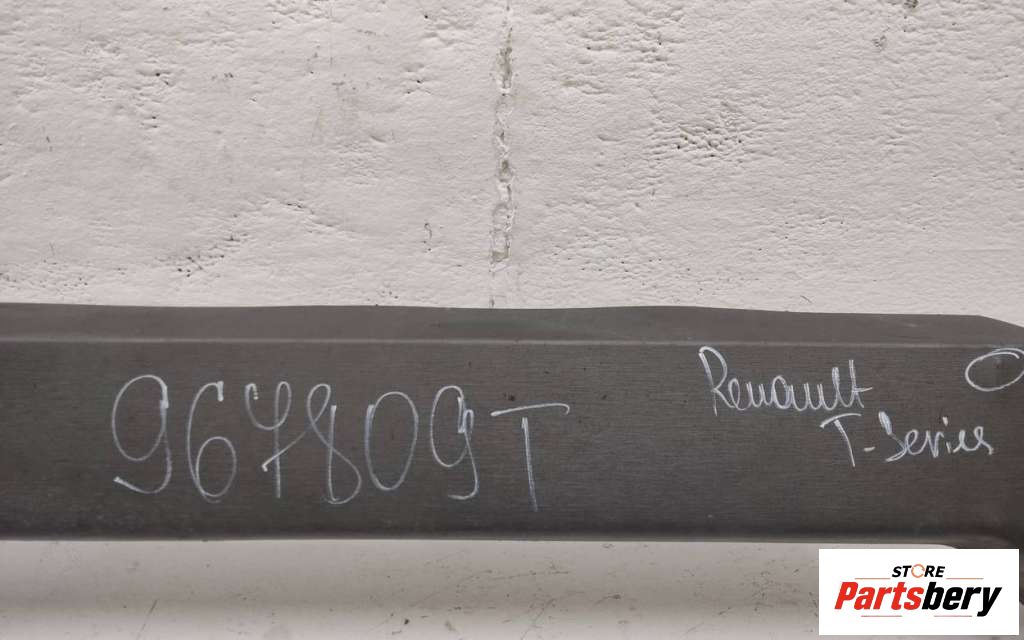 967809T
Renault
T-Series
STORE
Partsbery